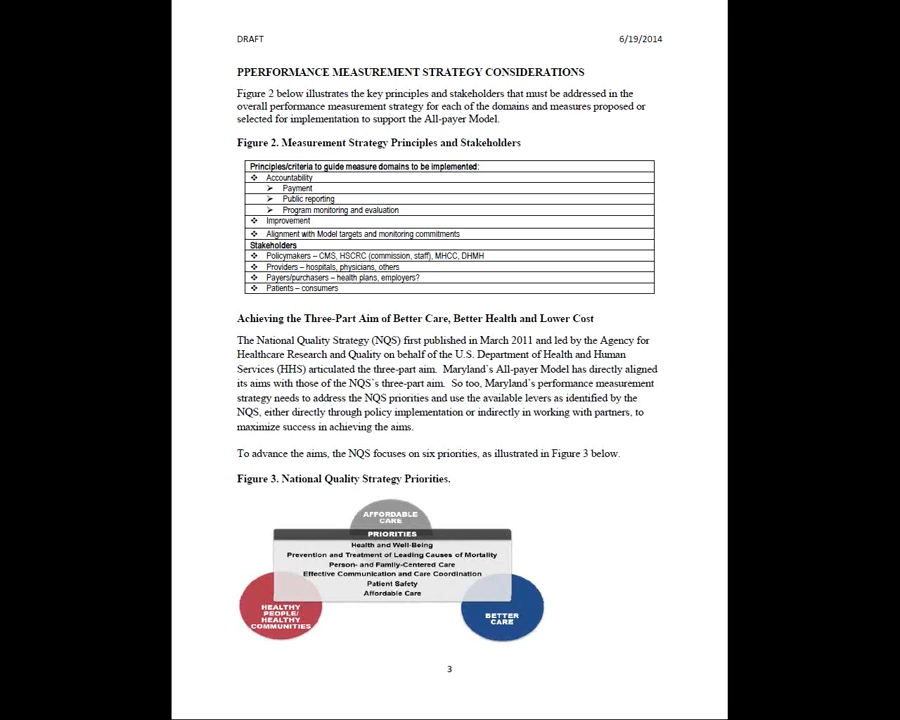 DRAFT 6/19/2014
PPERFORMANCE MEASUREMENT STRATEGY CONSIDERATIONS
Figure 2 below illustrates the key principles and stakeholders that must be addressed in the
overall performance measurement strategy for each of the domains and measures proposed or
selected for implementation to support the All-payer Model.
Figure 2. Measurement Strategy Principles and Stakeholders
Principles/criteria to guide measure domains to be implemented:
❖ Accountability
➢ Payment
➢ Public reporting
➢ Program monitoring and evaluation
❖ Improvement
❖ Alignment with Model targets and monitoring commitments
Stakeholders
❖ Policymakers – CMS, HSCRC (commission, staff), MHCC, DHMH
❖ Providers – hospitals, physicians, others
❖ Payers/purchasers – health plans, employers?
❖ Patients – consumers
Achieving the Three-Part Aim of Better Care, Better Health and Lower Cost
The National Quality Strategy (NQS) first published in March 2011 and led by the Agency for
Healthcare Research and Quality on behalf of the U.S. Department of Health and Human
Services (HHS) articulated the three-part aim. Maryland's All-payer Model has directly aligned
its aims with those of the NQS's three-part aim. So too, Maryland's performance measurement
strategy needs to address the NQS priorities and use the available levers as identified by the
NQS, either directly through policy implementation or indirectly in working with partners, to
maximize success in achieving the aims.
To advance the aims, the NQS focuses on six priorities, as illustrated in Figure 3 below.
Figure 3. National Quality Strategy Priorities.
AFFORDABLE
CARE
PRIORITIES
Health and Well-Being
Prevention and Treatment of Leading Causes of Mortality
Person- and Family-Centered Care
Effective Communication and Care Coordination
Patient Safety
Affordable Care
HEALTHY
PEOPLE/
HEALTHY
COMMUNITIES
BETTER
CARE
3